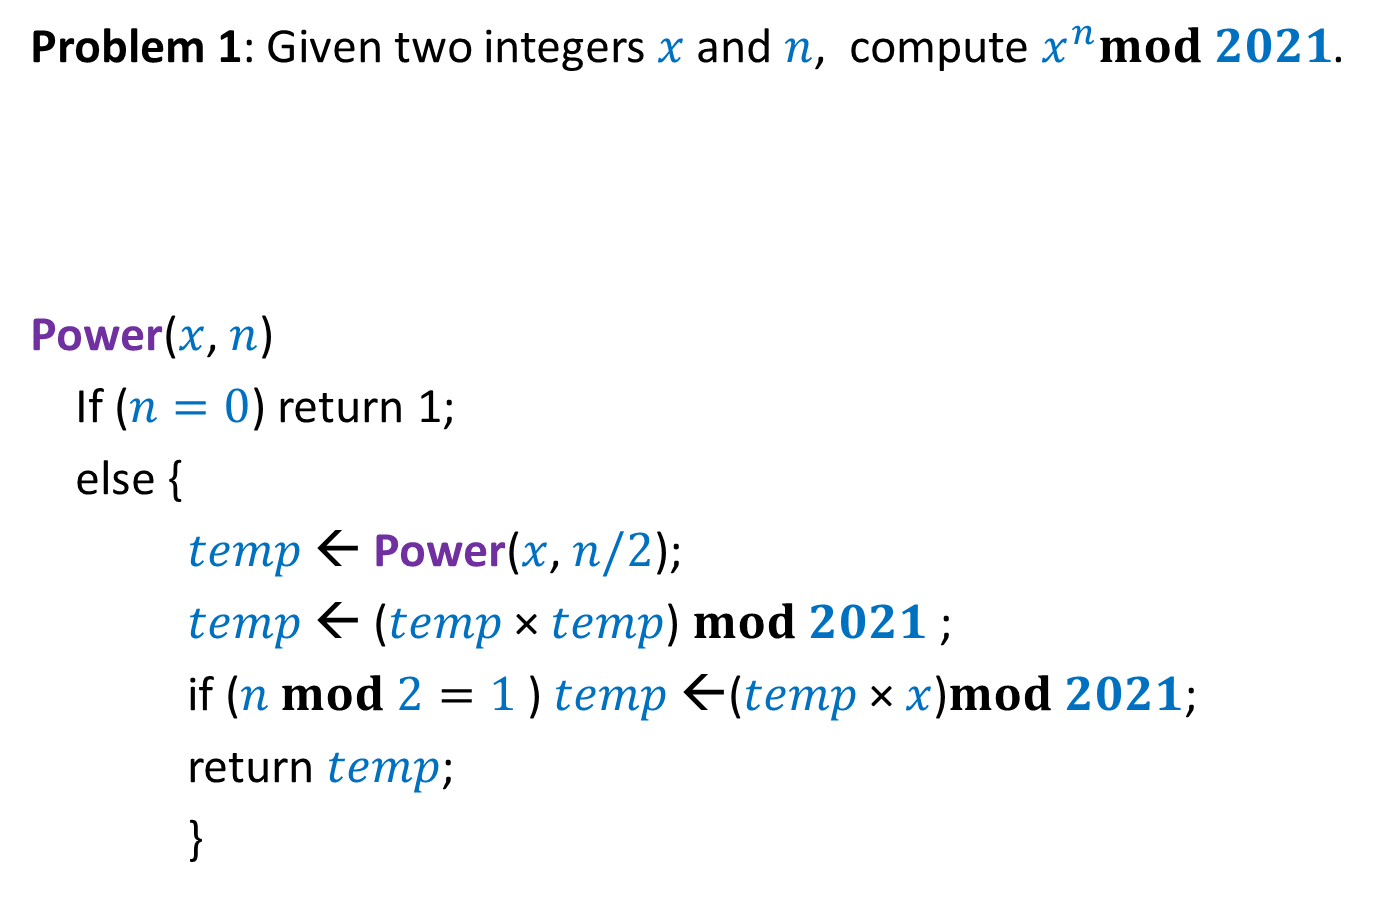 Problem 1: Given two integers x and n, compute xⁿ mod 2021.
Power(x, n)
If (n = 0) return 1;
else {
temp ← Power(x, n/2);
temp ← (temp × temp) mod 2021 ;
if (n mod 2 = 1 ) temp ←(temp × x)mod 2021;
return temp;
}